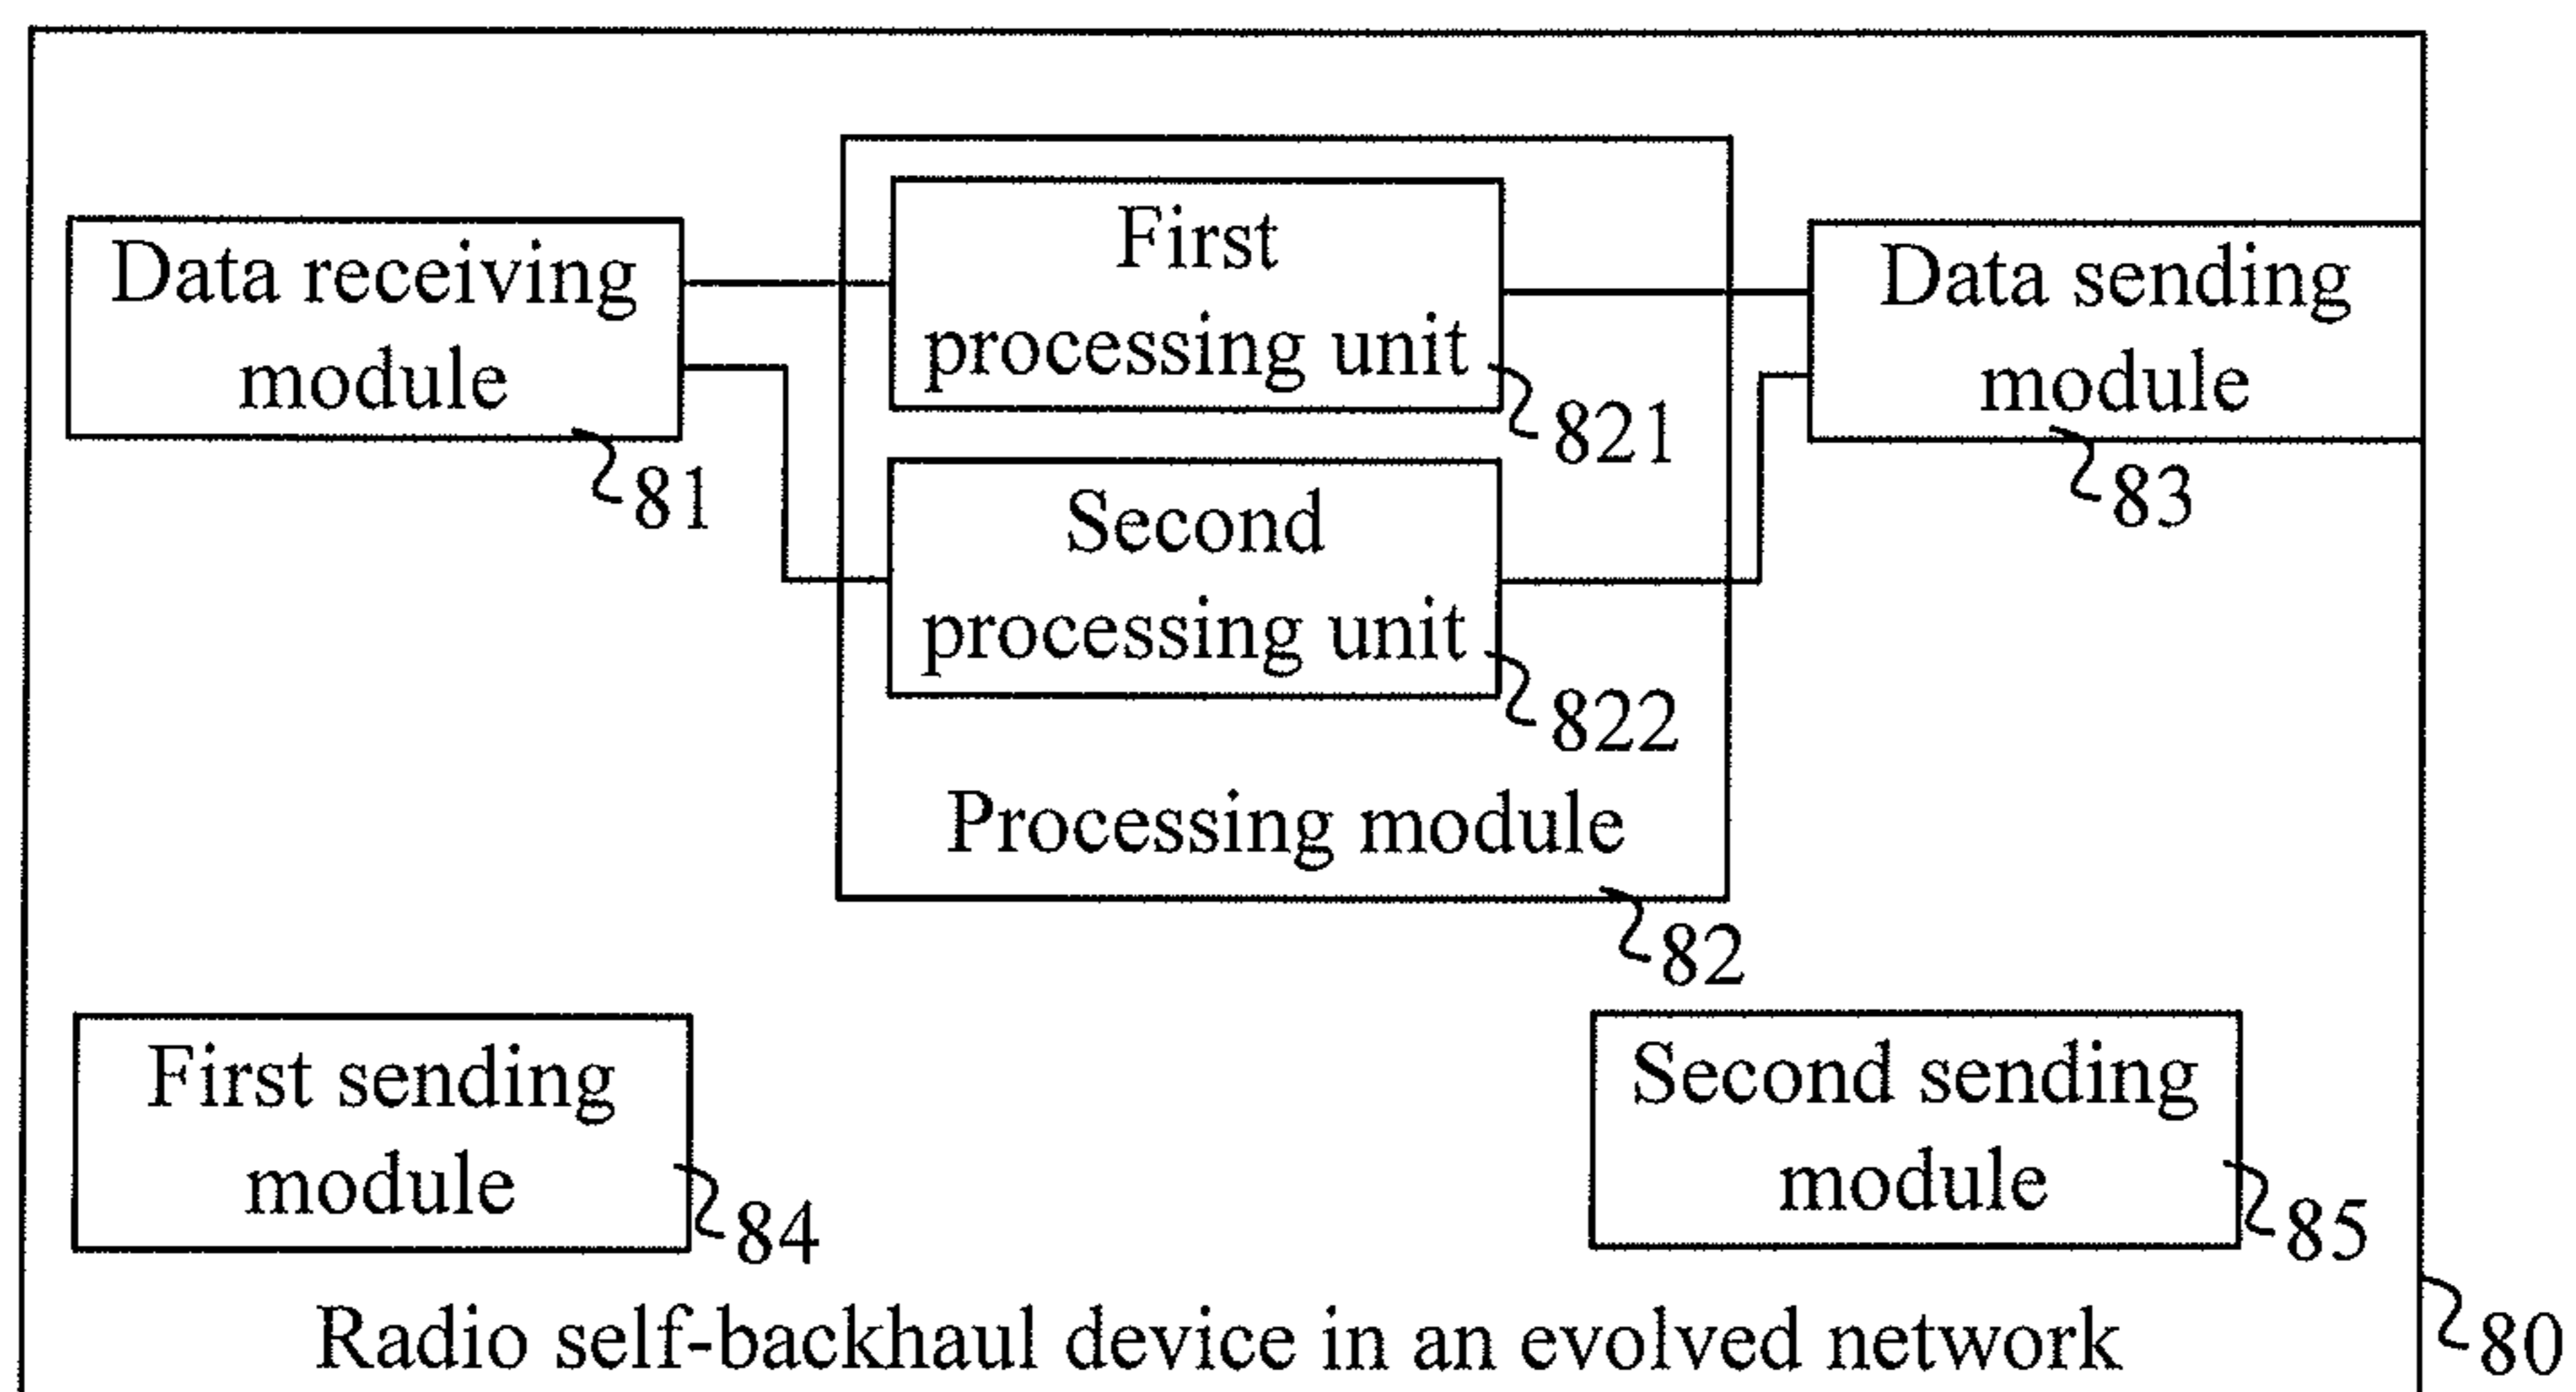 Data receiving
module
81
First
processing unit
821
Second
processing unit
822
Processing module
82
Data sending
module
83
First sending
module
84
Second sending
module
85
Radio self-backhaul device in an evolved network
80